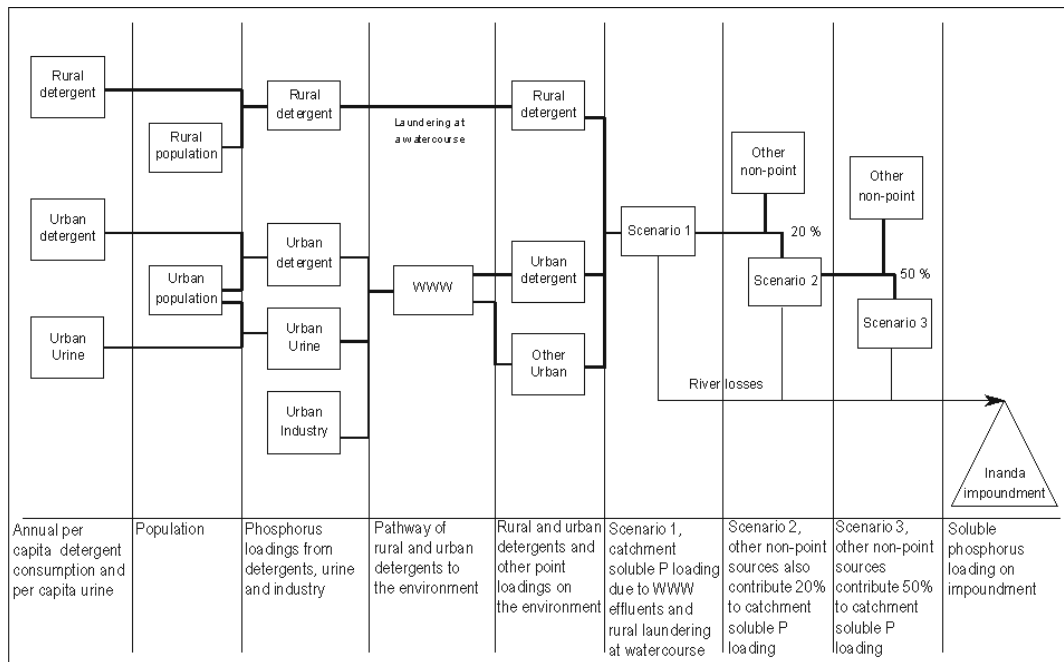 Rural
detergent
Rural
population
Urban
detergent
Urban
population
Urban
Urine
Rural
detergent
Urban
detergent
Urban
Urine
Urban
Industry
Laundering at
a watercourse
WWW
Rural
detergent
Urban
detergent
Other
Urban
Scenario 1
Other
non-point
20 %
Scenario 2
Other
non-point
50 %
Scenario 3
River losses
Inanda
impoundment
Annual per
capita detergent
consumption and
per capita urine
Population
Phosphorus
loadings from
detergents, urine
and industry
Pathway of
rural and urban
detergents to
the environment
Rural and urban
detergents and
other point
loadings on
the environment
Scenario 1,
catchment
soluble P loading
due to WWW
effluents and
rural laundering
at watercourse
Scenario 2,
other non-point
sources also
contribute 20%
to catchment
soluble P
loading
Scenario 3,
other non-point
sources
contribute 50%
to catchment
soluble P
loading
Soluble
phosphorus
loading on
impoundment